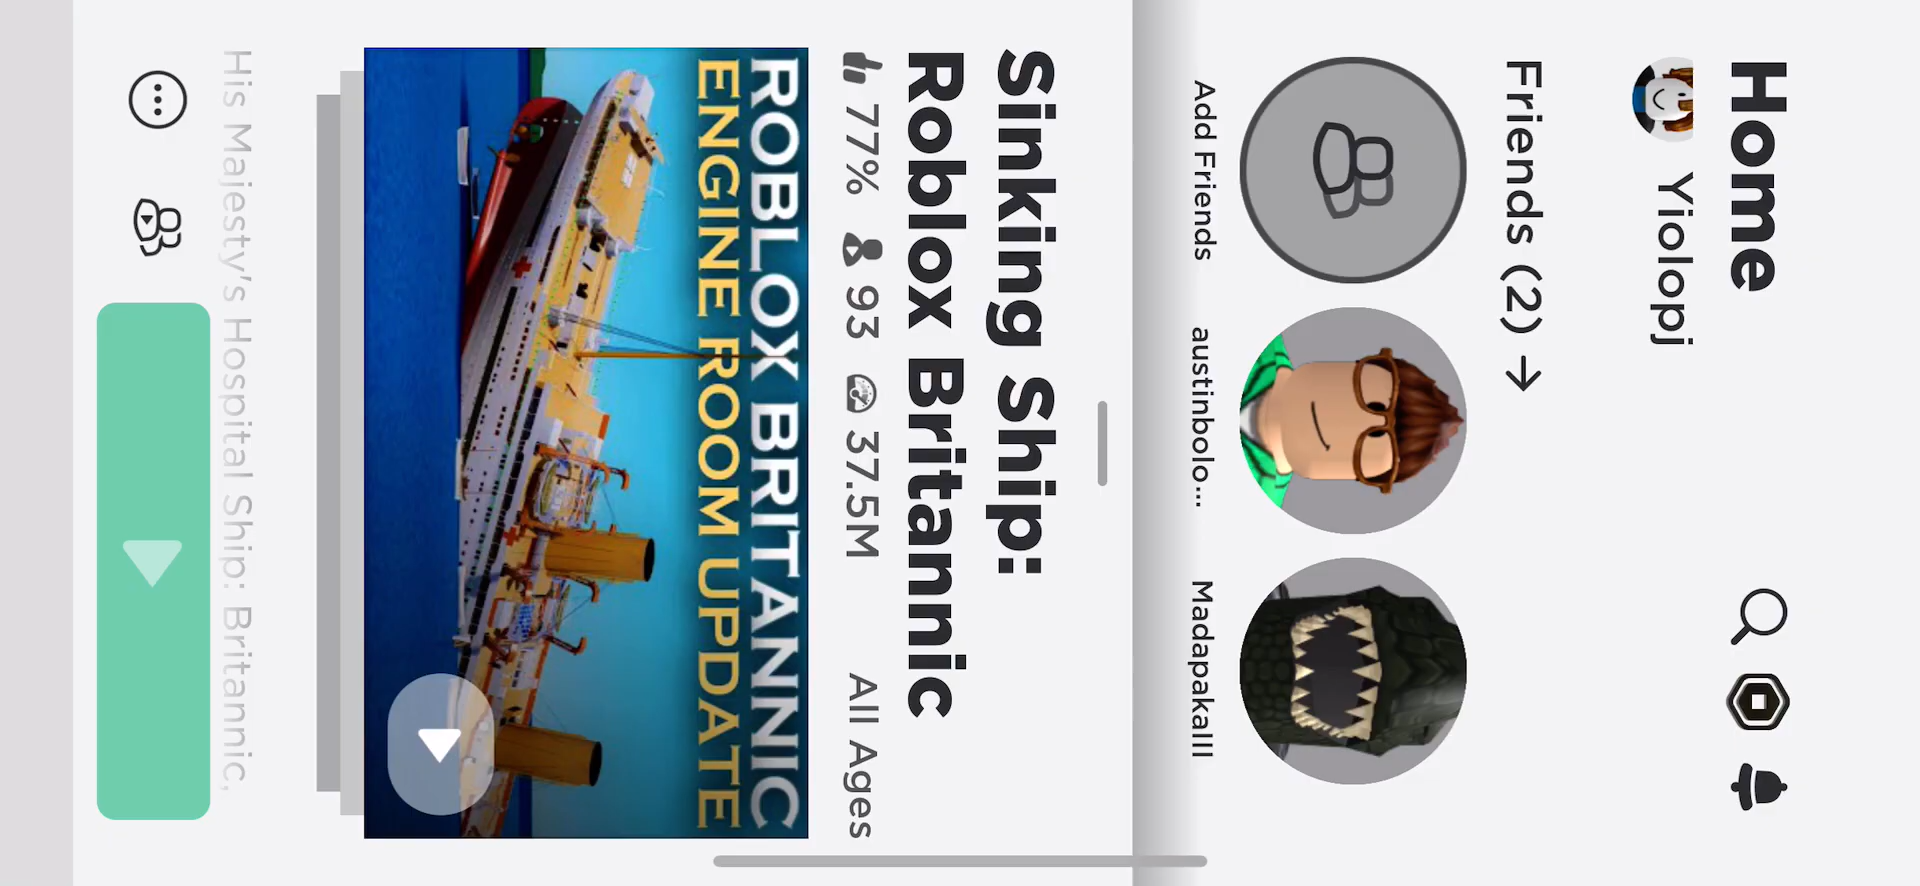 Home
Yiolopj
Friends (2) →
Add Friends
austinbolo...
Madapakalll
Sinking Ship:
Roblox Britannic
77% 93 37.5M All Ages
ROBLOX BRITANNIC
ENGINE ROOM UPDATE
His Majesty's Hospital Ship: Britannic,